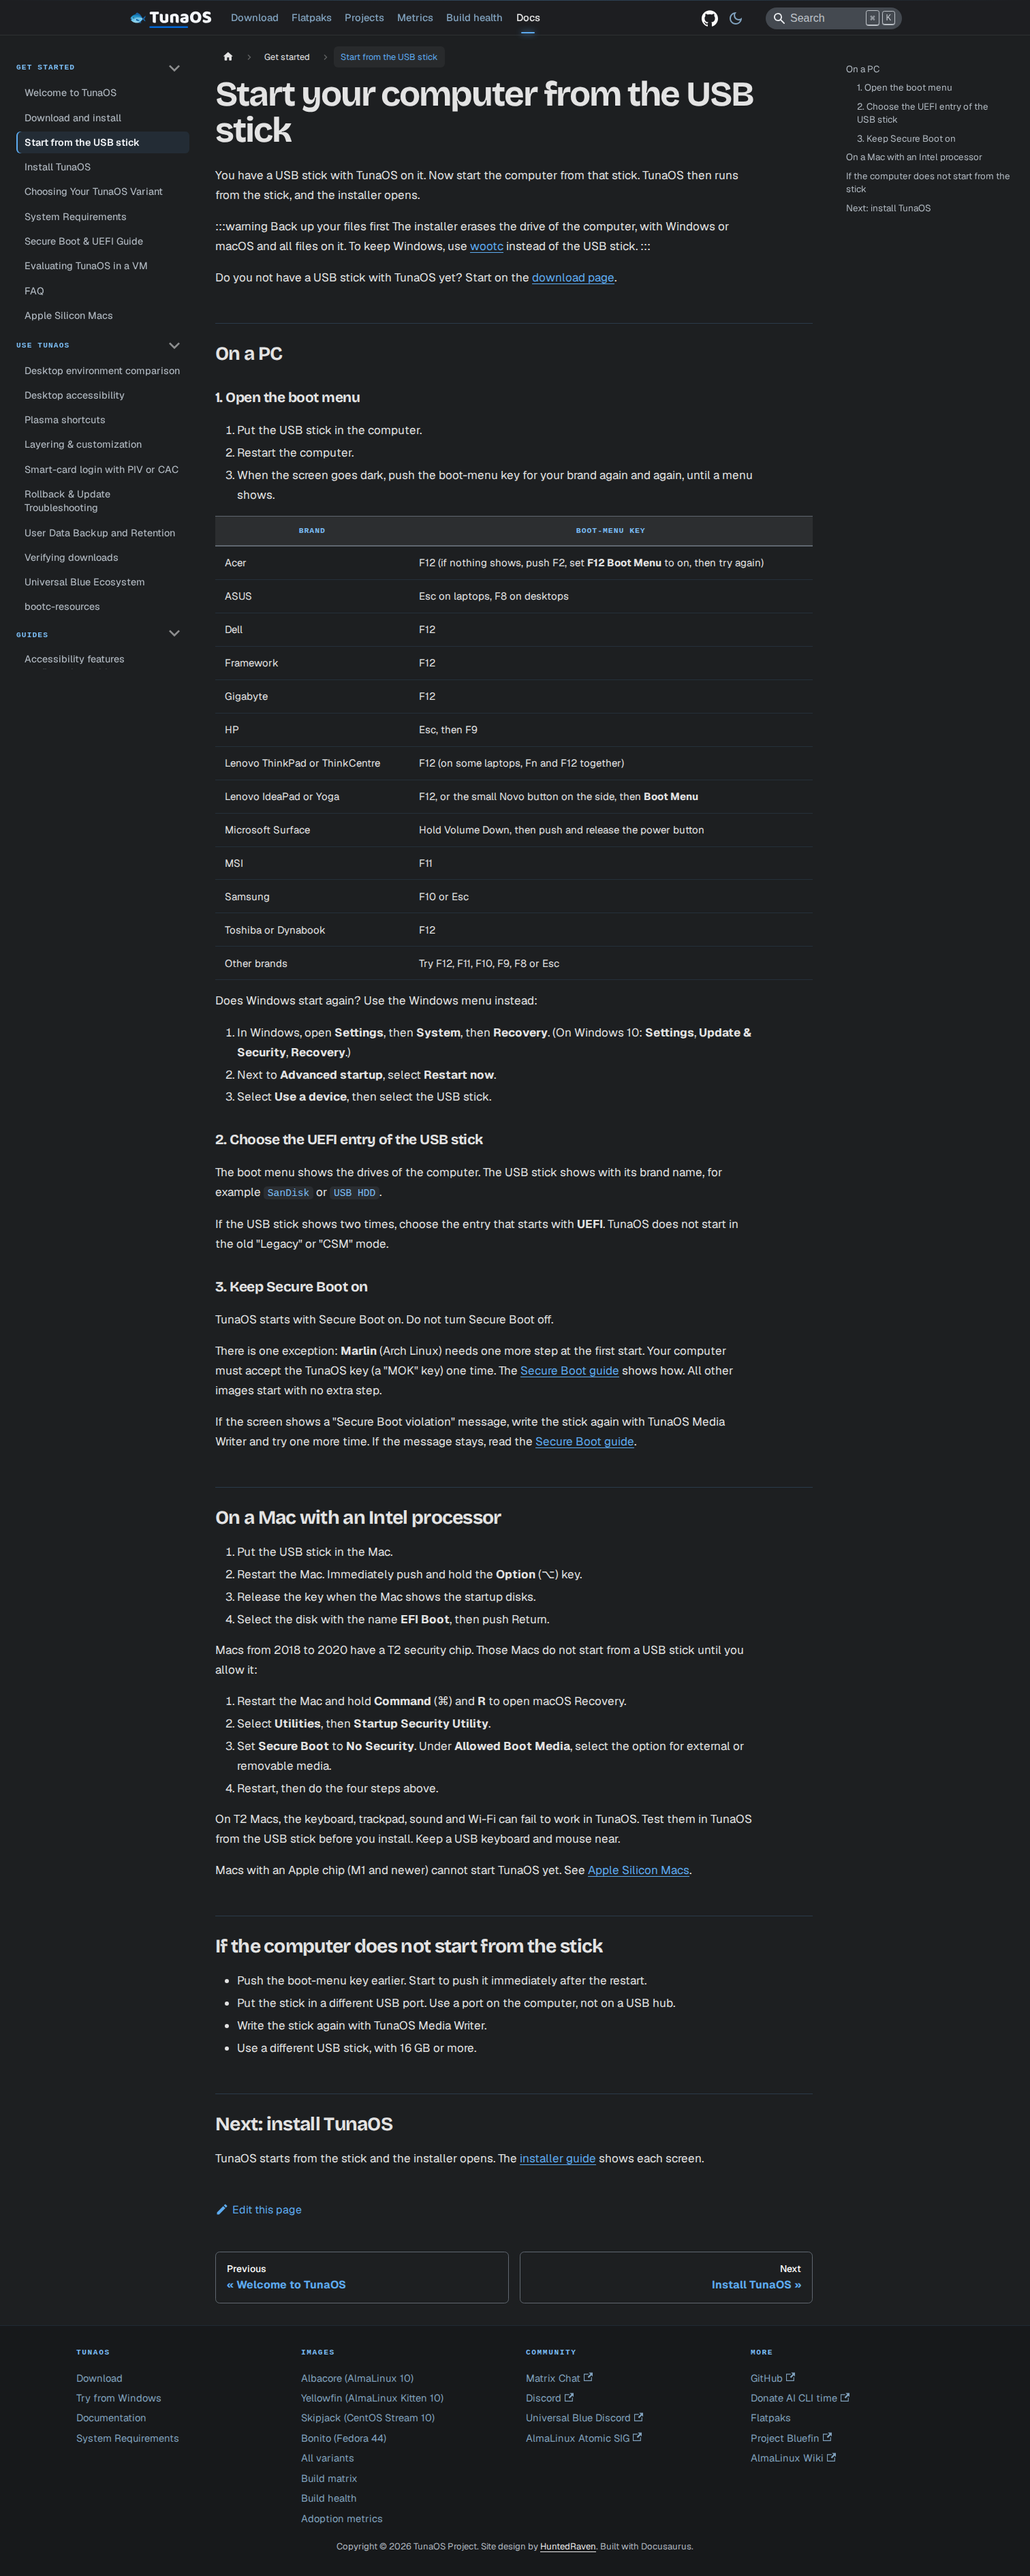 TunaOS
Download
Flatpaks
Projects
Metrics
Build health
Docs
Search
⌘ K
GET STARTED
Welcome to TunaOS
Download and install
Start from the USB stick
Install TunaOS
Choosing Your TunaOS Variant
System Requirements
Secure Boot & UEFI Guide
Evaluating TunaOS in a VM
FAQ
Apple Silicon Macs
USE TUNAOS
Desktop environment comparison
Desktop accessibility
Plasma shortcuts
Layering & customization
Smart-card login with PIV or CAC
Rollback & Update
Troubleshooting
User Data Backup and Retention
Verifying downloads
Universal Blue Ecosystem
bootc-resources
GUIDES
Accessibility features
Get started
Start from the USB stick
Start your computer from the USB
stick
You have a USB stick with TunaOS on it. Now start the computer from that stick. TunaOS then runs
from the stick, and the installer opens.
:::warning Back up your files first The installer erases the drive of the computer, with Windows or
macOS and all files on it. To keep Windows, use wootc instead of the USB stick. :::
Do you not have a USB stick with TunaOS yet? Start on the download page.
On a PC
1. Open the boot menu
1. Put the USB stick in the computer.
2. Restart the computer.
3. When the screen goes dark, push the boot-menu key for your brand again and again, until a menu
shows.
BRAND BOOT-MENU KEY
Acer F12 (if nothing shows, push F2, set F12 Boot Menu to on, then try again)
ASUS Esc on laptops, F8 on desktops
Dell F12
Framework F12
Gigabyte F12
HP Esc, then F9
Lenovo ThinkPad or ThinkCentre F12 (on some laptops, Fn and F12 together)
Lenovo IdeaPad or Yoga F12, or the small Novo button on the side, then Boot Menu
Microsoft Surface Hold Volume Down, then push and release the power button
MSI F11
Samsung F10 or Esc
Toshiba or Dynabook F12
Other brands Try F12, F11, F10, F9, F8 or Esc
Does Windows start again? Use the Windows menu instead:
1. In Windows, open Settings, then System, then Recovery. (On Windows 10: Settings, Update &
Security, Recovery.)
2. Next to Advanced startup, select Restart now.
3. Select Use a device, then select the USB stick.
2. Choose the UEFI entry of the USB stick
The boot menu shows the drives of the computer. The USB stick shows with its brand name, for
example SanDisk or USB HDD.
If the USB stick shows two times, choose the entry that starts with UEFI. TunaOS does not start in
the old "Legacy" or "CSM" mode.
3. Keep Secure Boot on
TunaOS starts with Secure Boot on. Do not turn Secure Boot off.
There is one exception: Marlin (Arch Linux) needs one more step at the first start. Your computer
must accept the TunaOS key (a "MOK" key) one time. The Secure Boot guide shows how. All other
images start with no extra step.
If the screen shows a "Secure Boot violation" message, write the stick again with TunaOS Media
Writer and try one more time. If the message stays, read the Secure Boot guide.
On a Mac with an Intel processor
1. Put the USB stick in the Mac.
2. Restart the Mac. Immediately push and hold the Option (⌥) key.
3. Release the key when the Mac shows the startup disks.
4. Select the disk with the name EFI Boot, then push Return.
Macs from 2018 to 2020 have a T2 security chip. Those Macs do not start from a USB stick until you
allow it:
1. Restart the Mac and hold Command (⌘) and R to open macOS Recovery.
2. Select Utilities, then Startup Security Utility.
3. Set Secure Boot to No Security. Under Allowed Boot Media, select the option for external or
removable media.
4. Restart, then do the four steps above.
On T2 Macs, the keyboard, trackpad, sound and Wi-Fi can fail to work in TunaOS. Test them in TunaOS
from the USB stick before you install. Keep a USB keyboard and mouse near.
Macs with an Apple chip (M1 and newer) cannot start TunaOS yet. See Apple Silicon Macs.
If the computer does not start from the stick
• Push the boot-menu key earlier. Start to push it immediately after the restart.
• Put the stick in a different USB port. Use a port on the computer, not on a USB hub.
• Write the stick again with TunaOS Media Writer.
• Use a different USB stick, with 16 GB or more.
Next: install TunaOS
TunaOS starts from the stick and the installer opens. The installer guide shows each screen.
Edit this page
Previous
« Welcome to TunaOS
Next
Install TunaOS »
On a PC
1. Open the boot menu
2. Choose the UEFI entry of the
USB stick
3. Keep Secure Boot on
On a Mac with an Intel processor
If the computer does not start from the
stick
Next: install TunaOS
TUNAOS
Download
Try from Windows
Documentation
System Requirements
IMAGES
Albacore (AlmaLinux 10)
Yellowfin (AlmaLinux Kitten 10)
Skipjack (CentOS Stream 10)
Bonito (Fedora 44)
All variants
Build matrix
Build health
Adoption metrics
COMMUNITY
Matrix Chat
Discord
Universal Blue Discord
AlmaLinux Atomic SIG
MORE
GitHub
Donate AI CLI time
Flatpaks
Project Bluefin
AlmaLinux Wiki
Copyright © 2026 TunaOS Project. Site design by HuntedRaven. Built with Docusaurus.